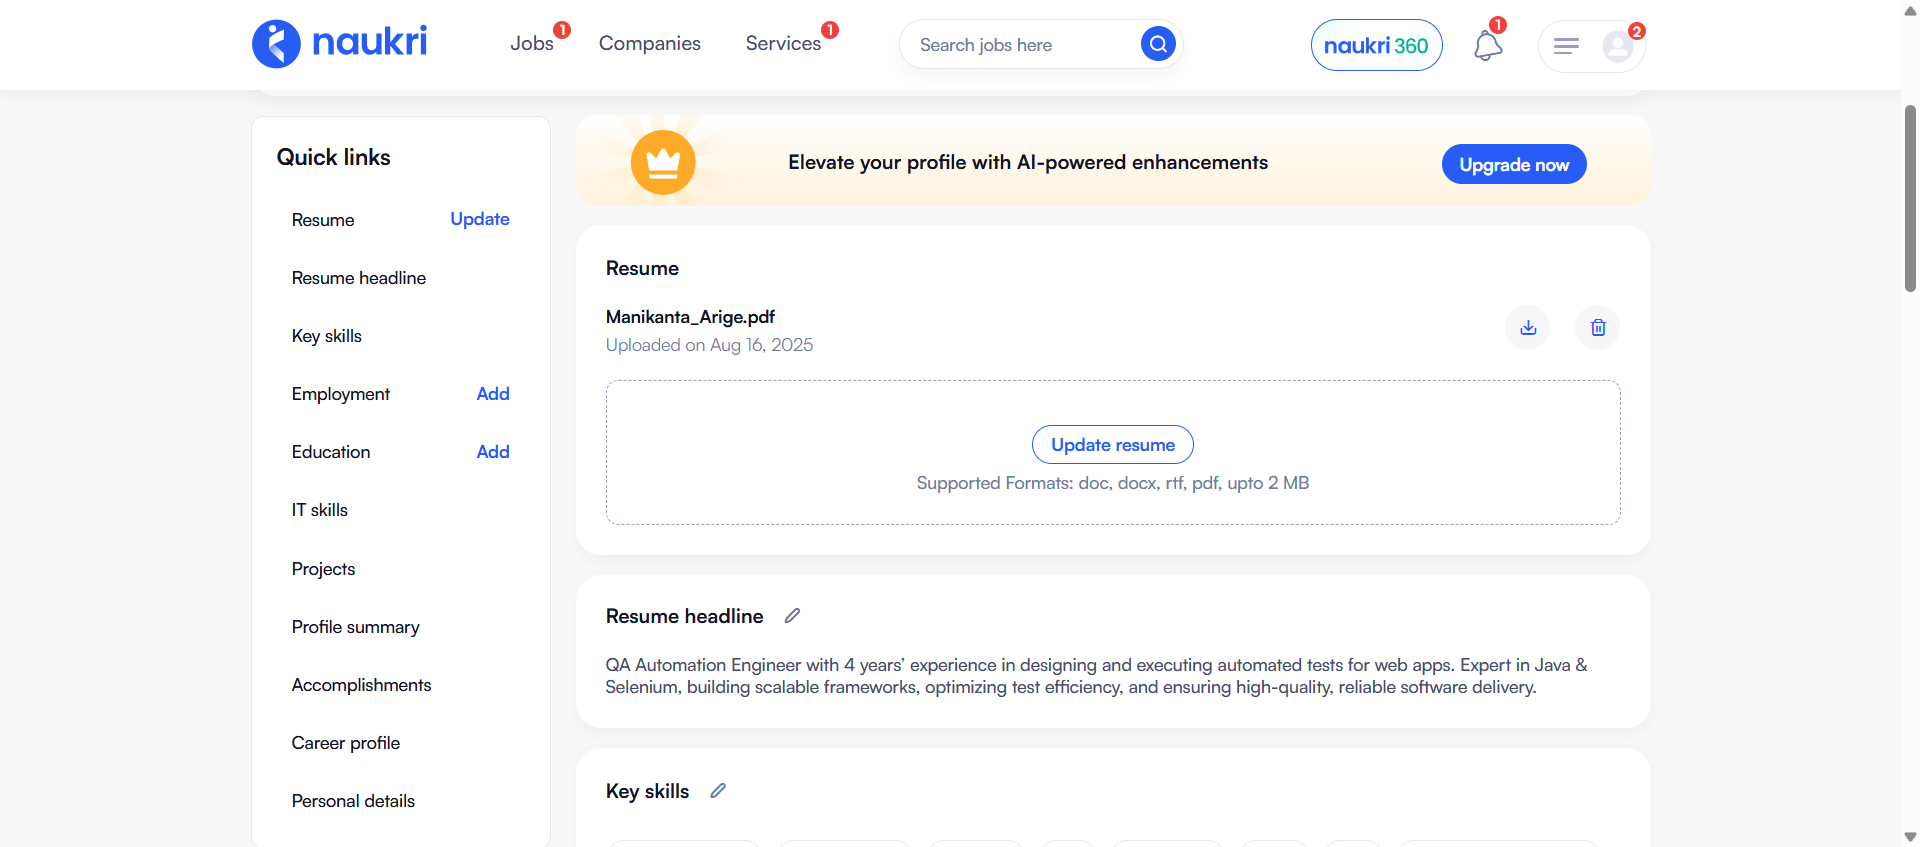 naukri
Jobs 1
Companies
Services 1
Search jobs here
naukri 360
1
2
Quick links
Resume Update
Resume headline
Key skills
Employment Add
Education Add
IT skills
Projects
Profile summary
Accomplishments
Career profile
Personal details
Elevate your profile with AI-powered enhancements
Upgrade now
Resume
Manikanta_Arige.pdf
Uploaded on Aug 16, 2025
Update resume
Supported Formats: doc, docx, rtf, pdf, upto 2 MB
Resume headline
QA Automation Engineer with 4 years’ experience in designing and executing automated tests for web apps. Expert in Java &
Selenium, building scalable frameworks, optimizing test efficiency, and ensuring high-quality, reliable software delivery.
Key skills